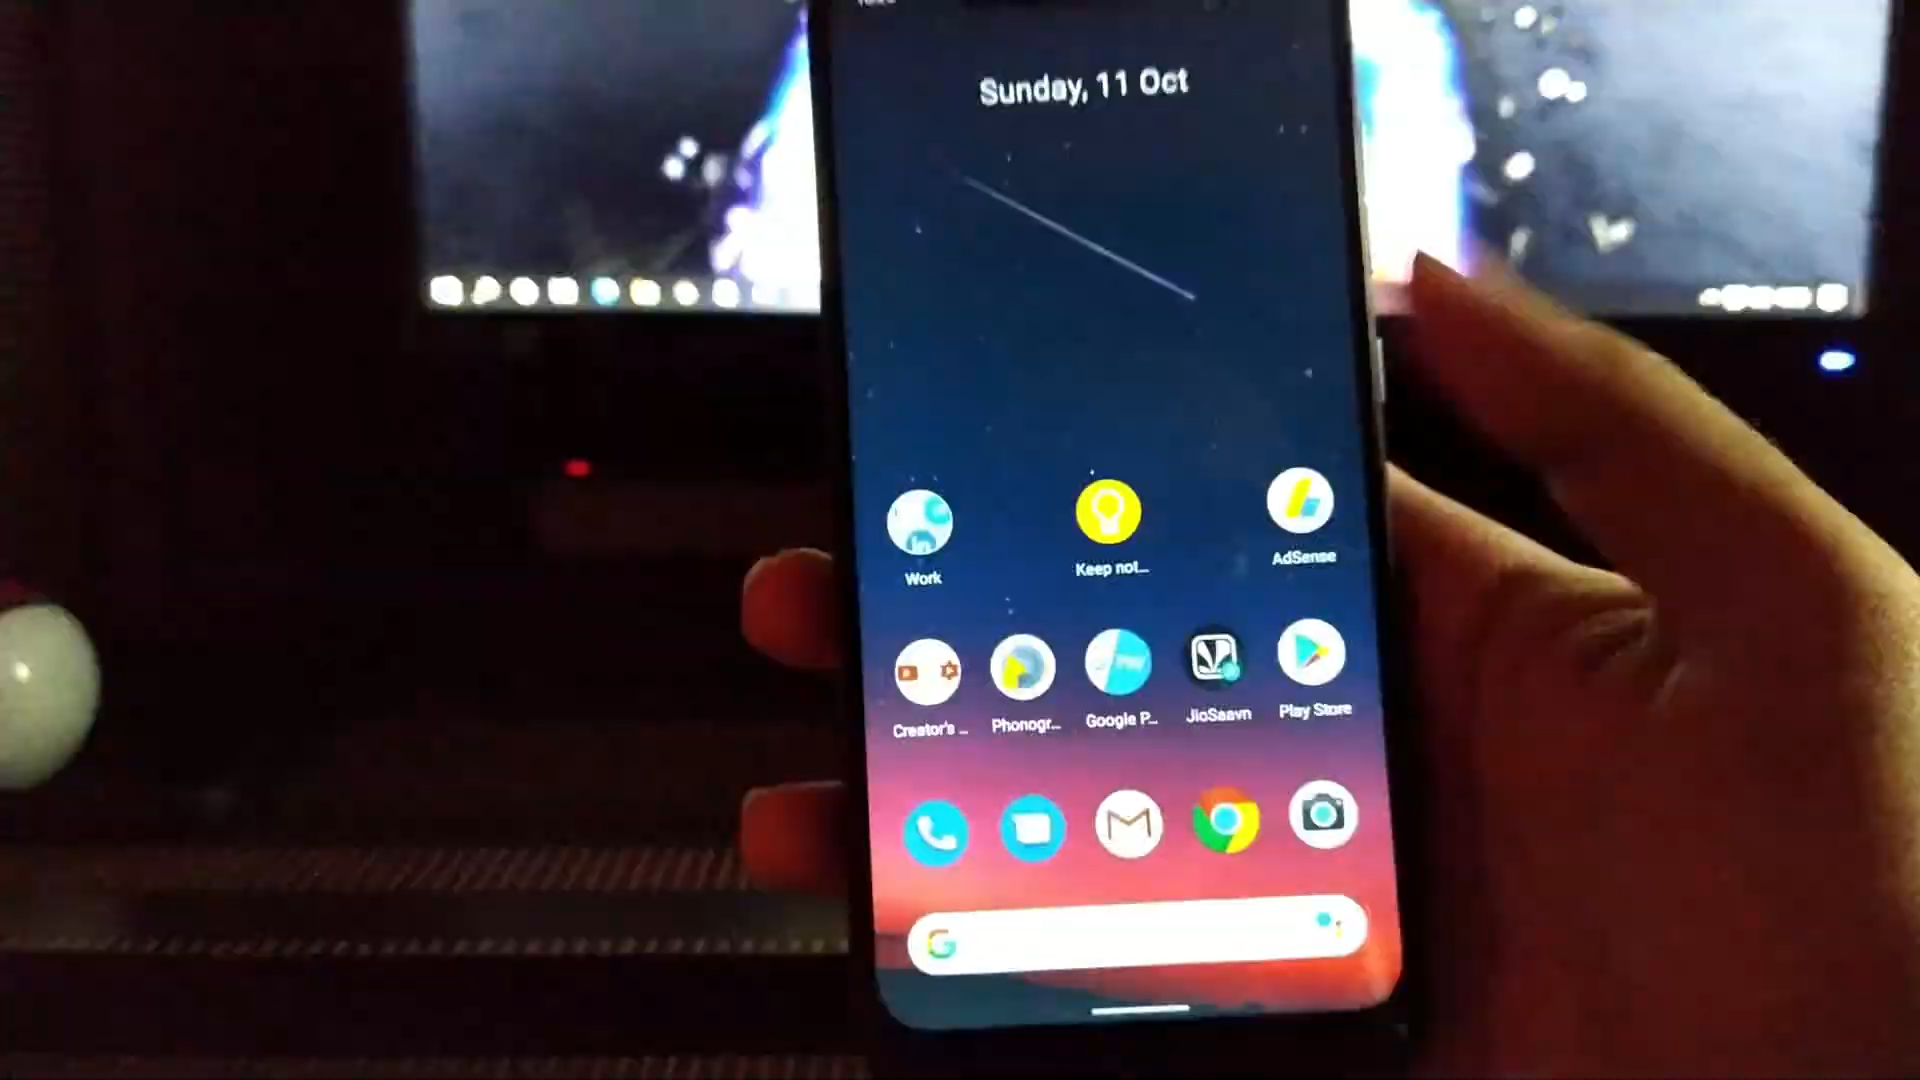 Sunday, 11 Oct
Work
Keep not...
AdSense
Creator's ...
Phonogr...
Google P...
JioSaavn
Play Store